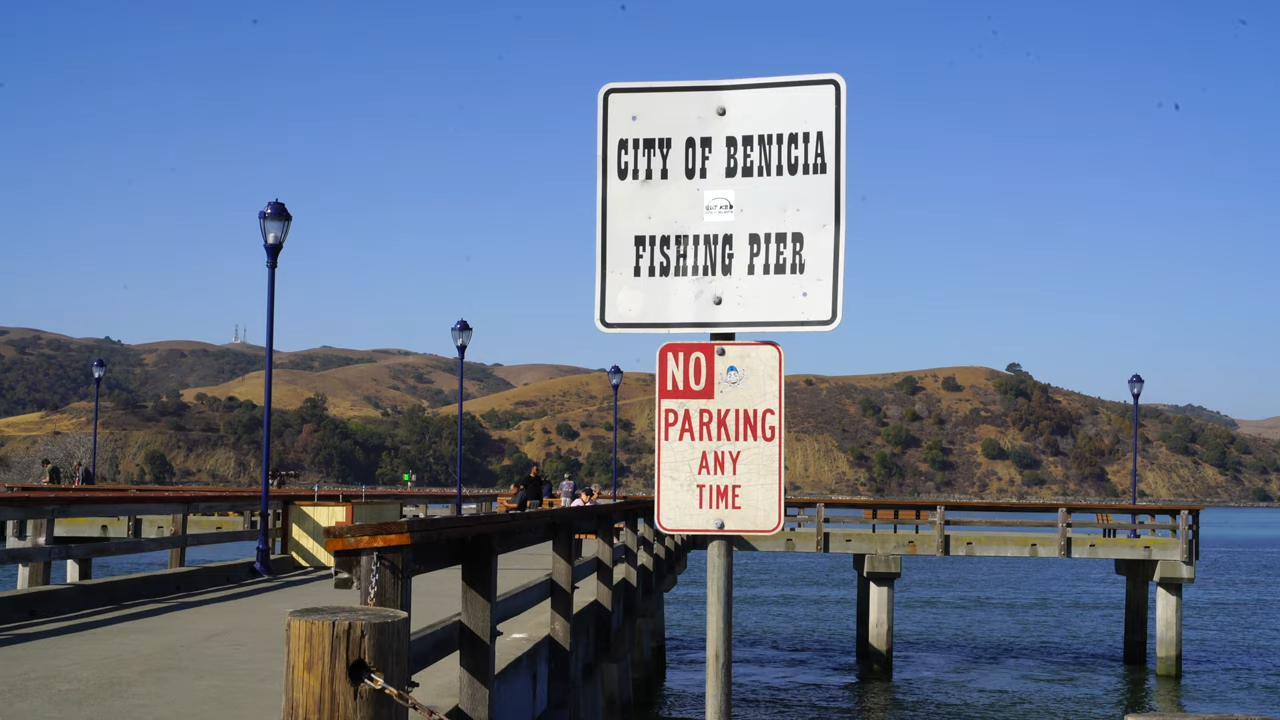 CITY OF BENICIA
FISHING PIER
NO
PARKING
ANY
TIME